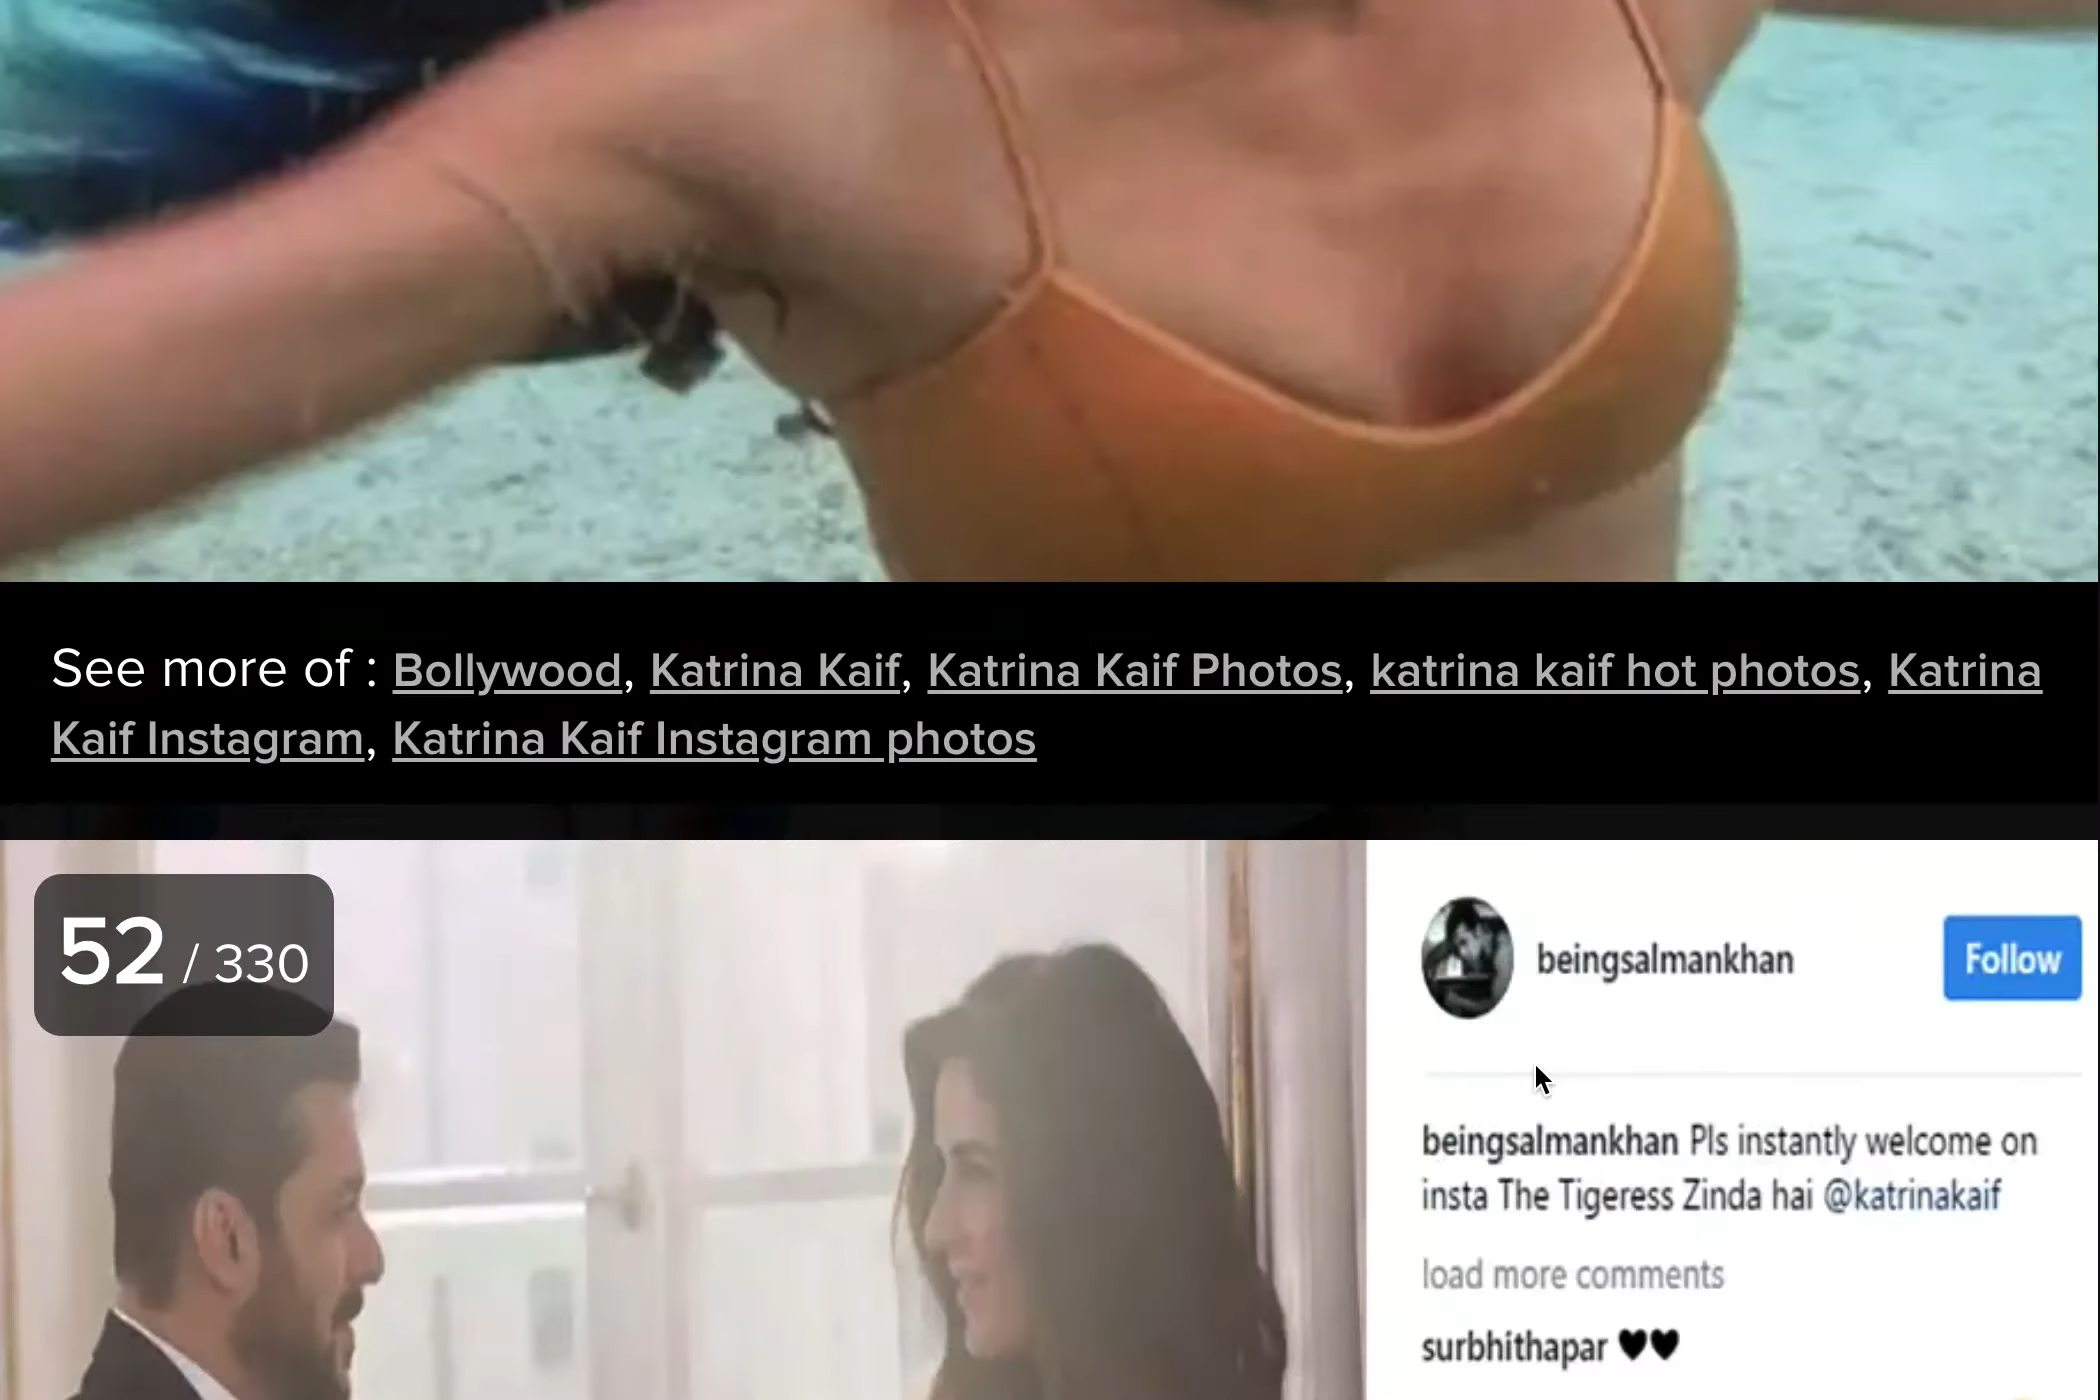 See more of : Bollywood, Katrina Kaif, Katrina Kaif Photos, katrina kaif hot photos, Katrina
Kaif Instagram, Katrina Kaif Instagram photos
52 / 330
beingsalmankhan
Follow
beingsalmankhan Pls instantly welcome on
insta The Tigeress Zinda hai @katrinakaif
load more comments
surbhithapar 🖤🖤